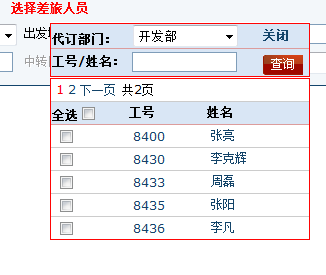 选择差旅人员
出发
代订部门： 开发部 关闭
中转 工号/姓名： 查询
1 2 下一页 共2页
全选 工号 姓名
8400 张亮
8430 李克辉
8433 周磊
8435 张阳
8436 李凡